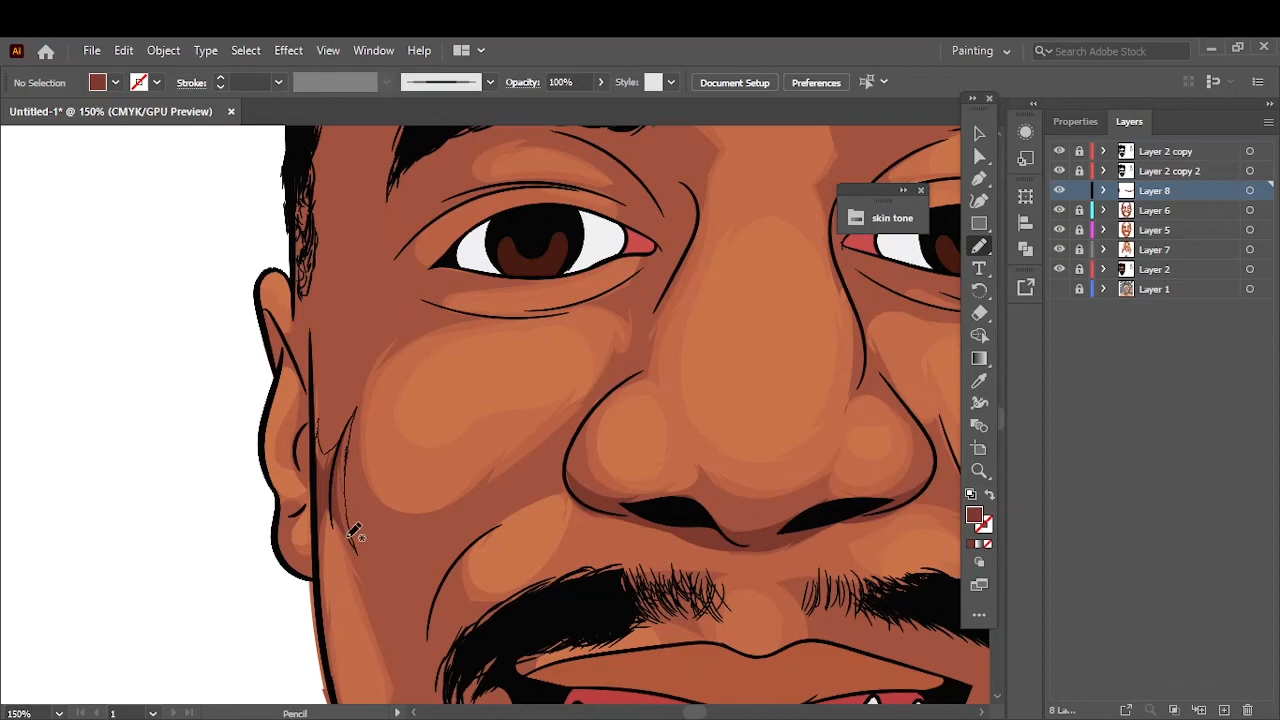 Ai File Edit Object Type Select Effect View Window Help Painting Search Adobe Stock
No Selection Stroke: Opacity: 100% Style: Document Setup Preferences
Untitled-1* @ 150% (CMYK/GPU Preview)
Properties Layers
Layer 2 copy
Layer 2 copy 2
Layer 8
Layer 6
Layer 5
Layer 7
Layer 2
Layer 1
skin tone
150% 1 Pencil 8 La...